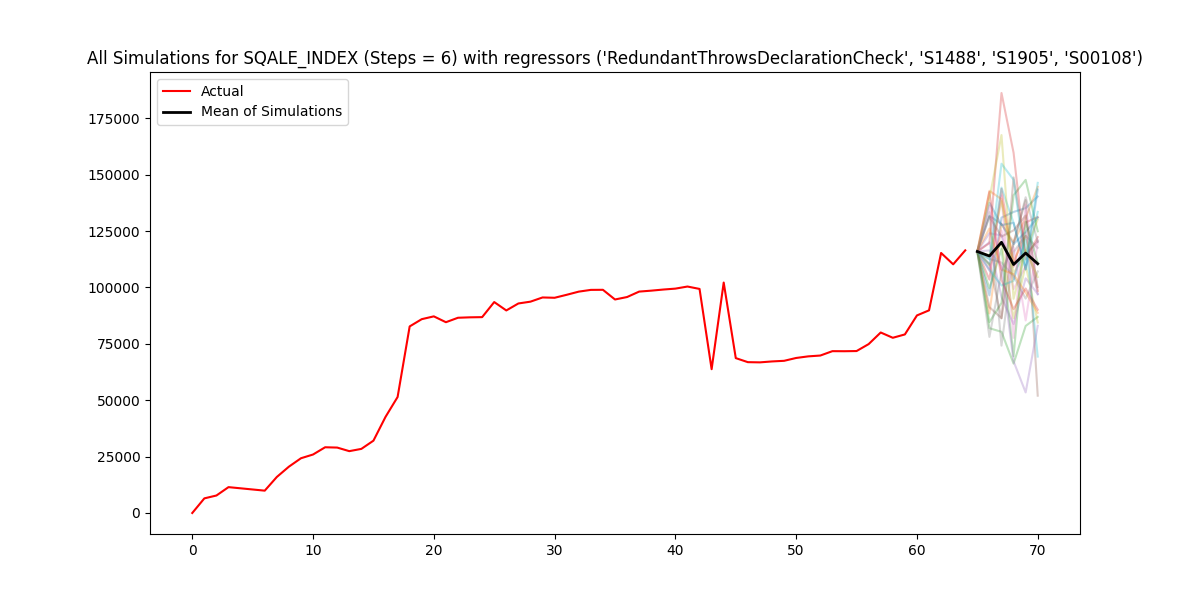 All Simulations for SQALE_INDEX (Steps = 6) with regressors ('RedundantThrowsDeclarationCheck', 'S1488', 'S1905', 'S00108')
Actual
Mean of Simulations
175000
150000
125000
100000
75000
50000
25000
0
0 10 20 30 40 50 60 70